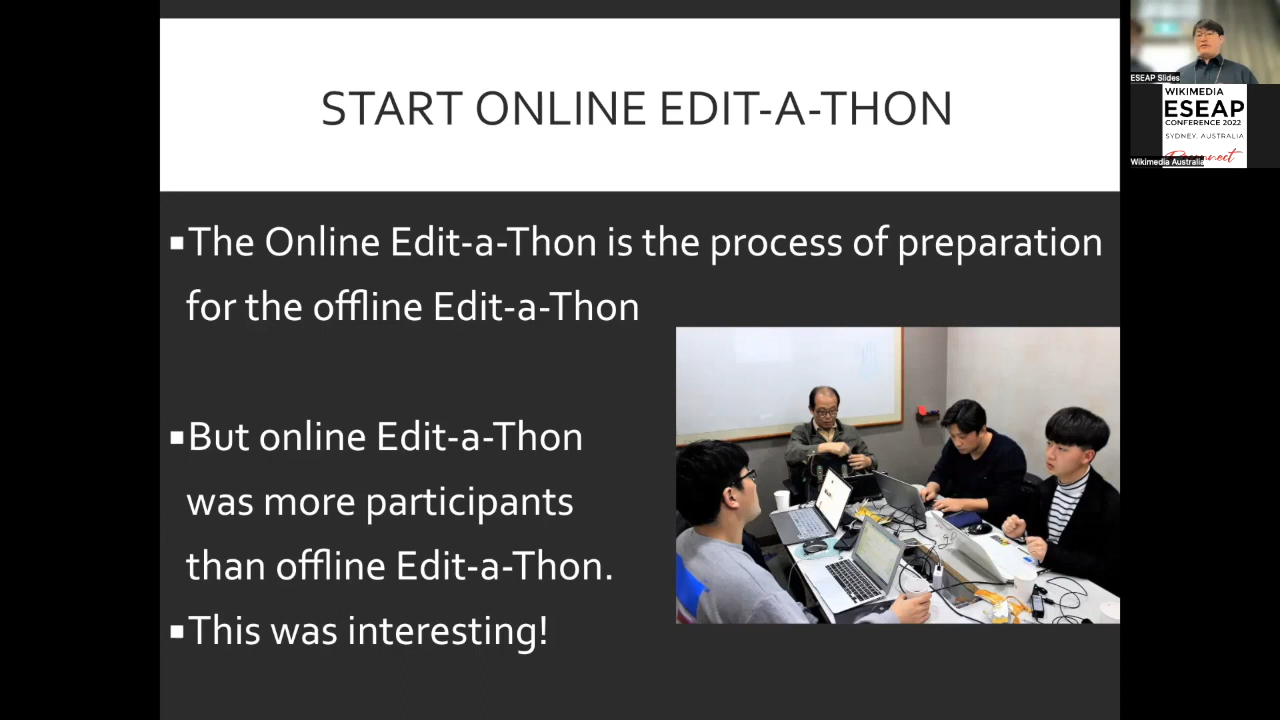 START ONLINE EDIT-A-THON
▪The Online Edit-a-Thon is the process of preparation
for the offline Edit-a-Thon
▪But online Edit-a-Thon
was more participants
than offline Edit-a-Thon.
▪This was interesting!
ESEAP Slides
WIKIMEDIA
ESEAP
CONFERENCE 2022
SYDNEY, AUSTRALIA
Reconnect
Wikimedia Australia